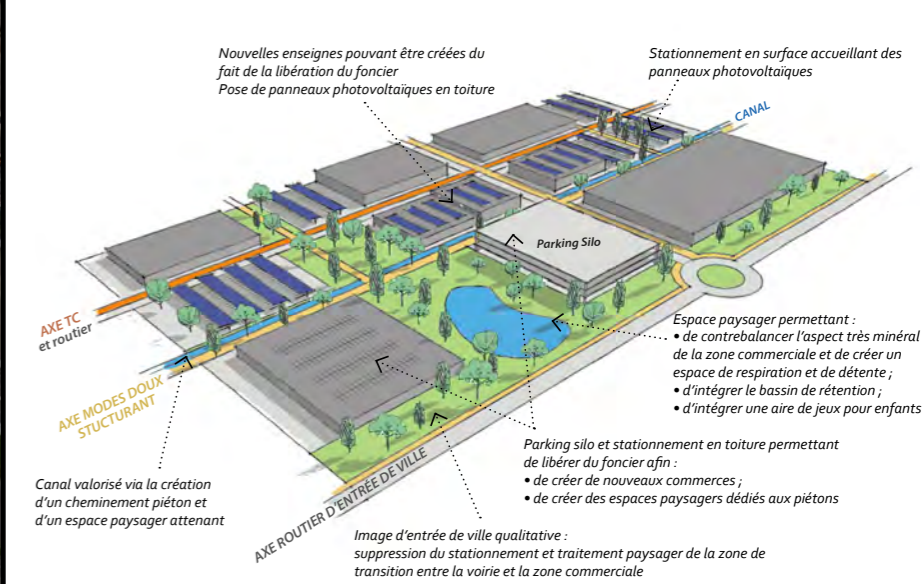 Nouvelles enseignes pouvant être créées du
fait de la libération du foncier
Pose de panneaux photovoltaïques en toiture
Stationnement en surface accueillant des
panneaux photovoltaïques
CANAL
Parking Silo
AXE TC
et routier
AXE MODES DOUX
STUCTURANT
Espace paysager permettant :
• de contrebalancer l'aspect très minéral
de la zone commerciale et de créer un
espace de respiration et de détente ;
• d'intégrer le bassin de rétention ;
• d'intégrer une aire de jeux pour enfants
Parking silo et stationnement en toiture permettant
de libérer du foncier afin :
• de créer de nouveaux commerces ;
• de créer des espaces paysagers dédiés aux piétons
Canal valorisé via la création
d'un cheminement piéton et
d'un espace paysager attenant
AXE ROUTIER D'ENTRÉE DE VILLE
Image d'entrée de ville qualitative :
suppression du stationnement et traitement paysager de la zone de
transition entre la voirie et la zone commerciale